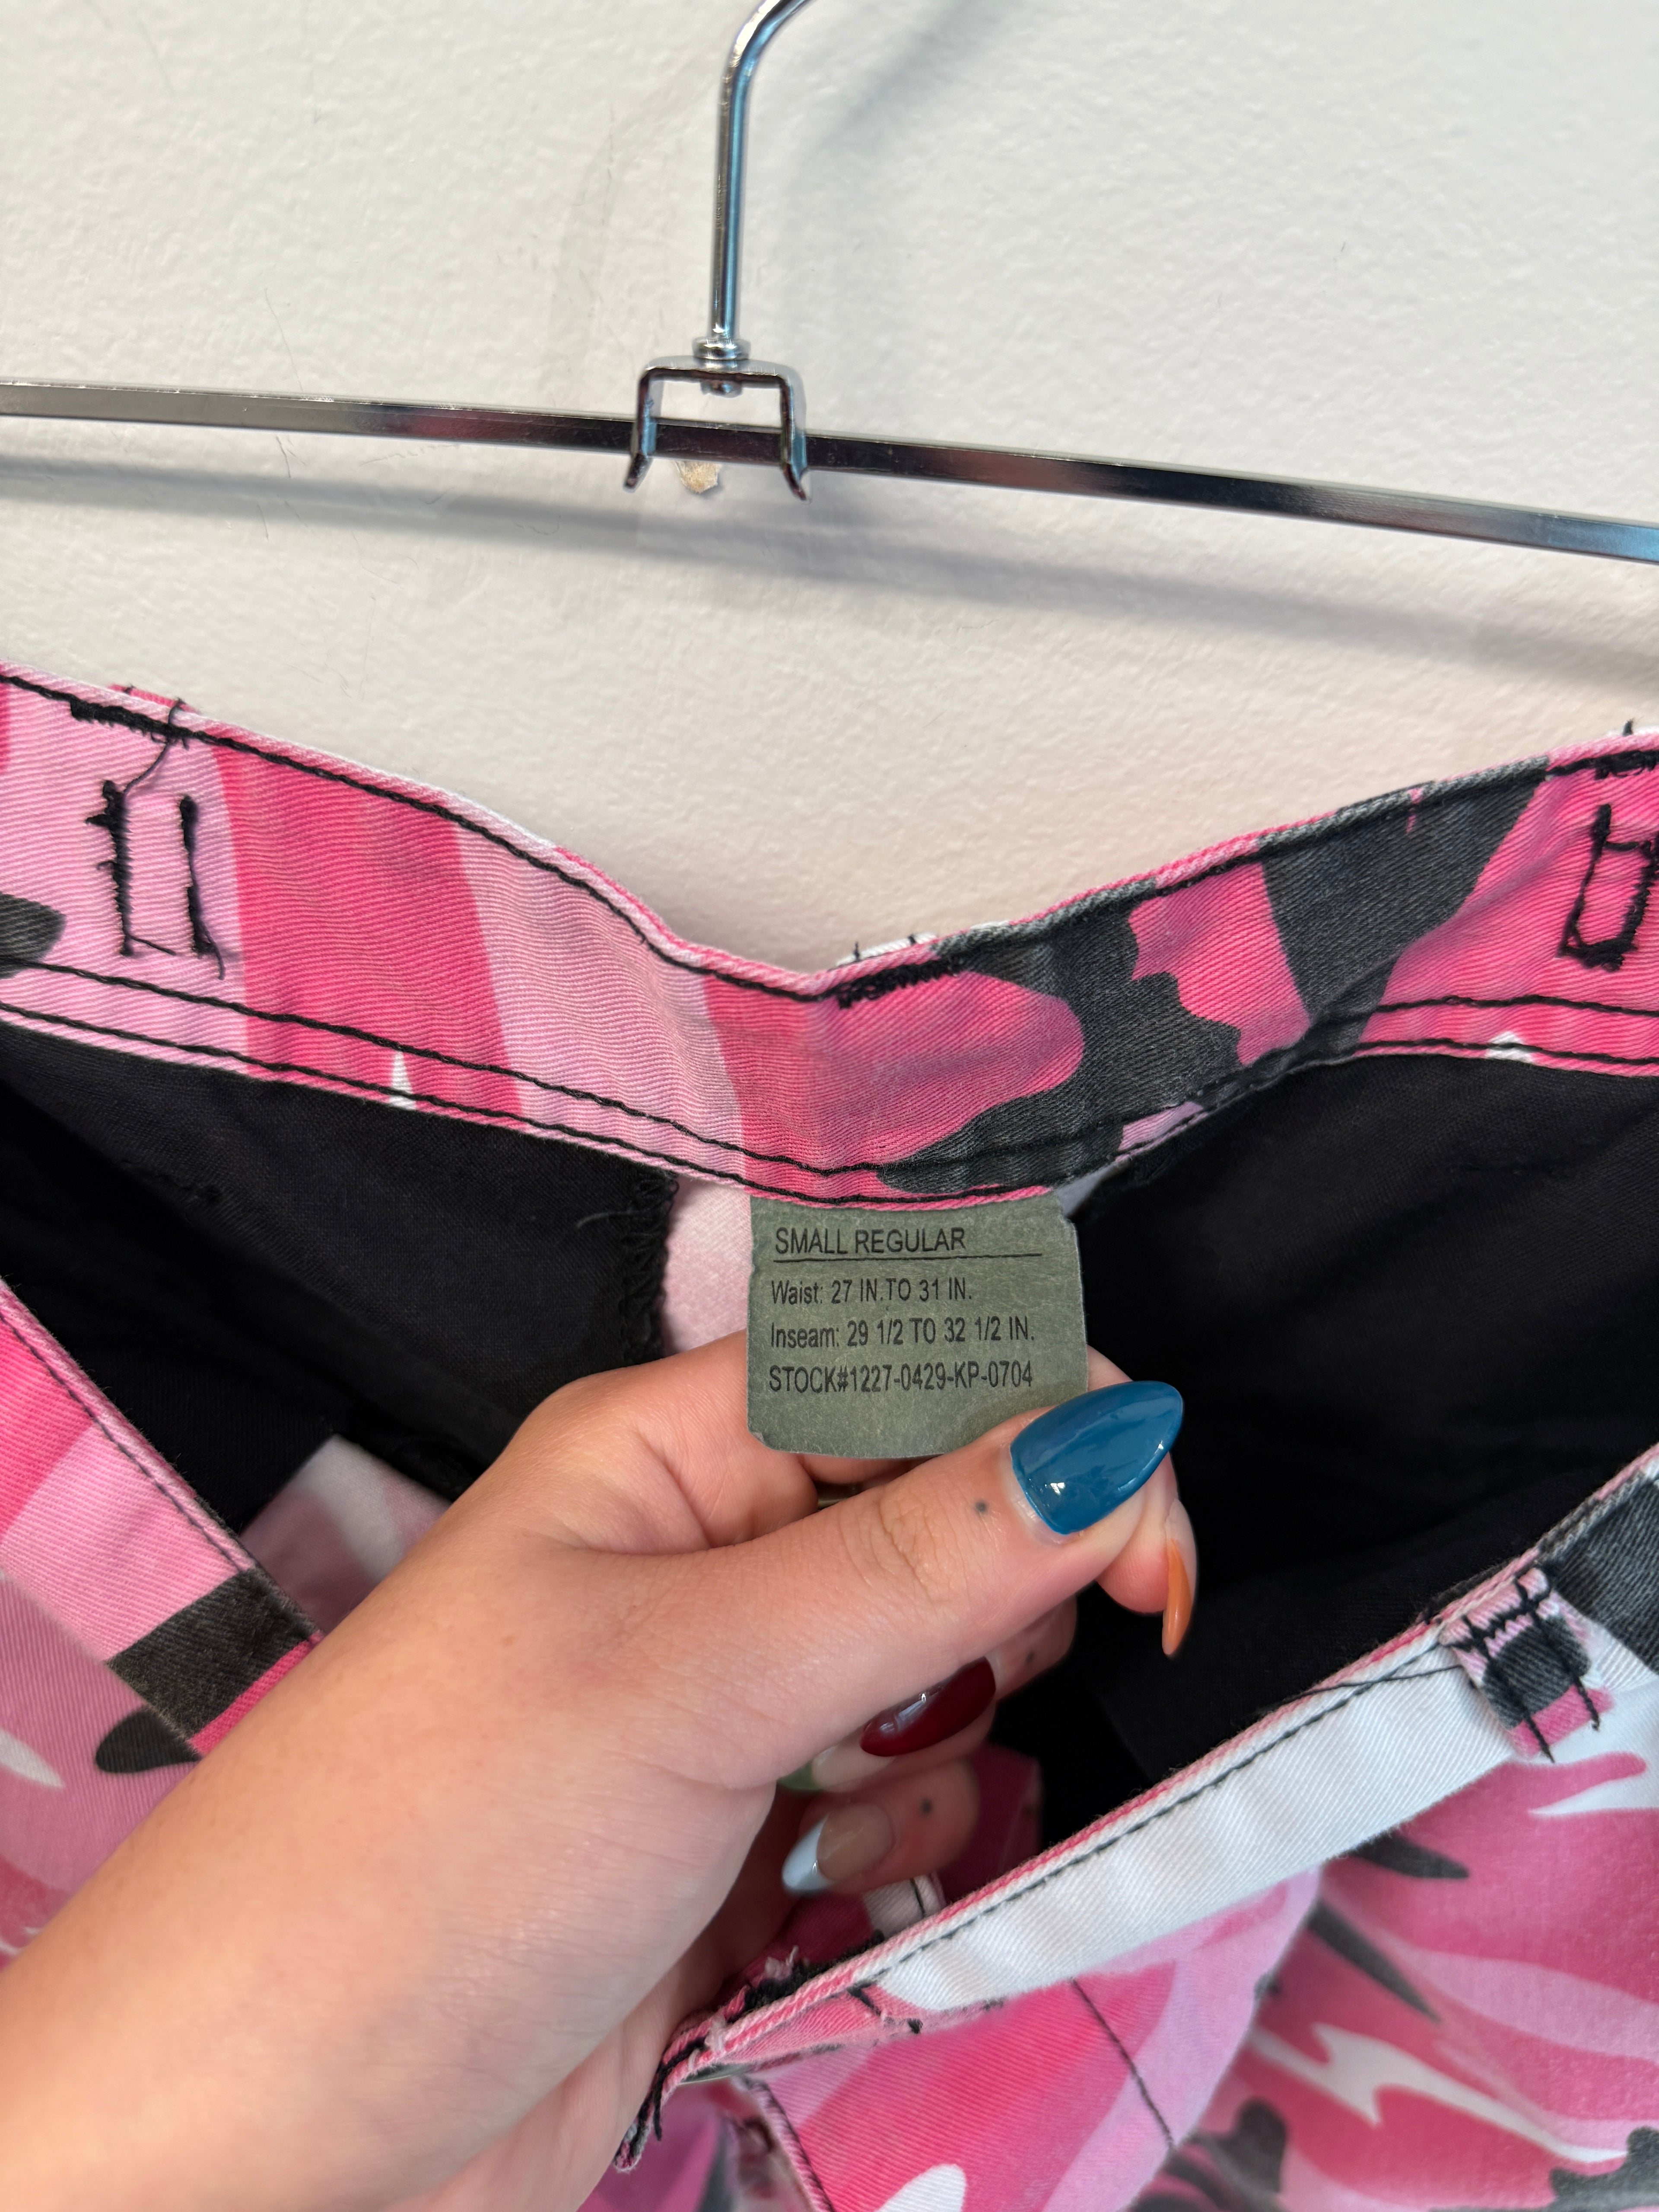 SMALL REGULAR
Waist: 27 IN.TO 31 IN.
Inseam: 29 1/2 TO 32 1/2 IN.
STOCK#1227-0429-KP-0704